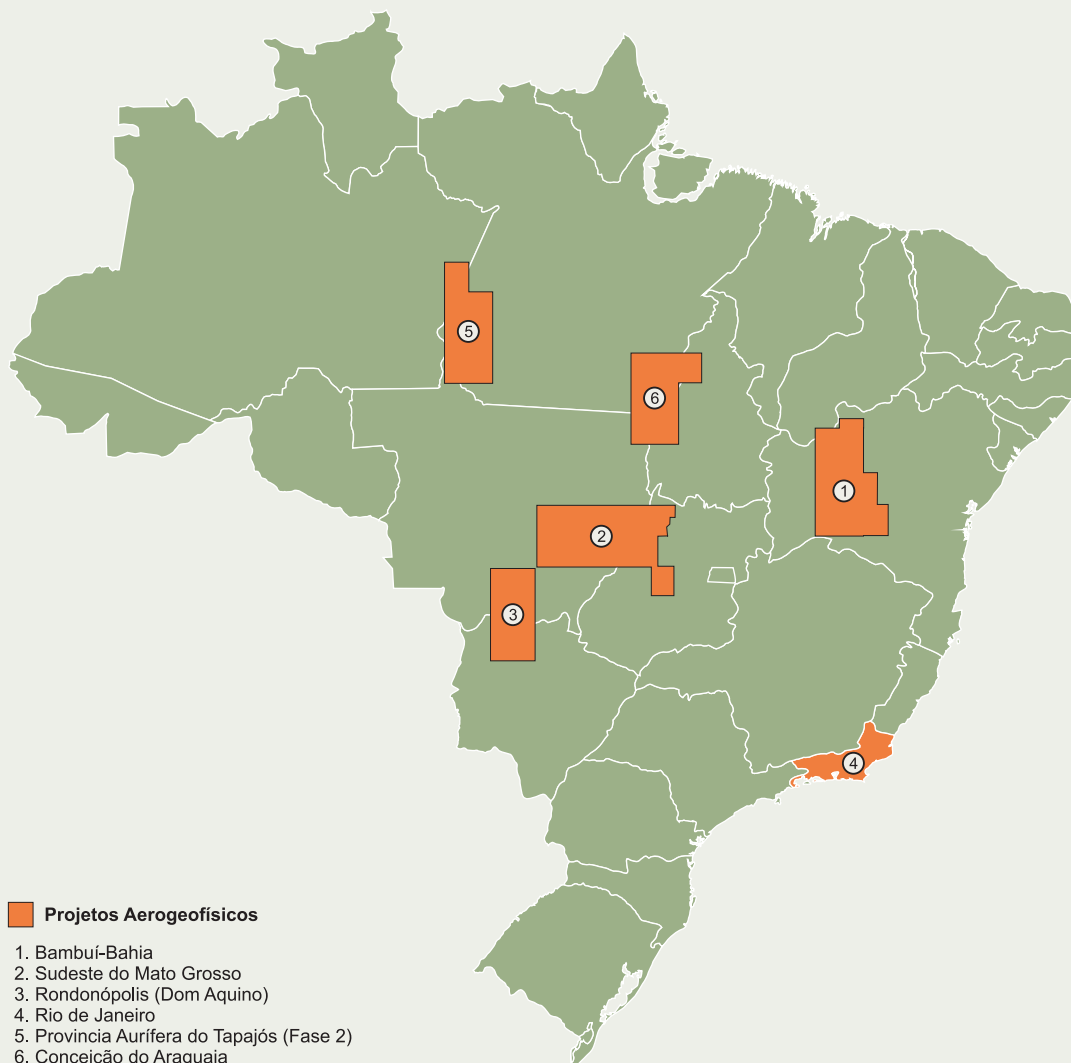 5
6
1
2
3
4
Projetos Aerogeofísicos
1. Bambuí-Bahia
2. Sudeste do Mato Grosso
3. Rondonópolis (Dom Aquino)
4. Rio de Janeiro
5. Provincia Aurífera do Tapajós (Fase 2)
6. Conceição do Araguaia